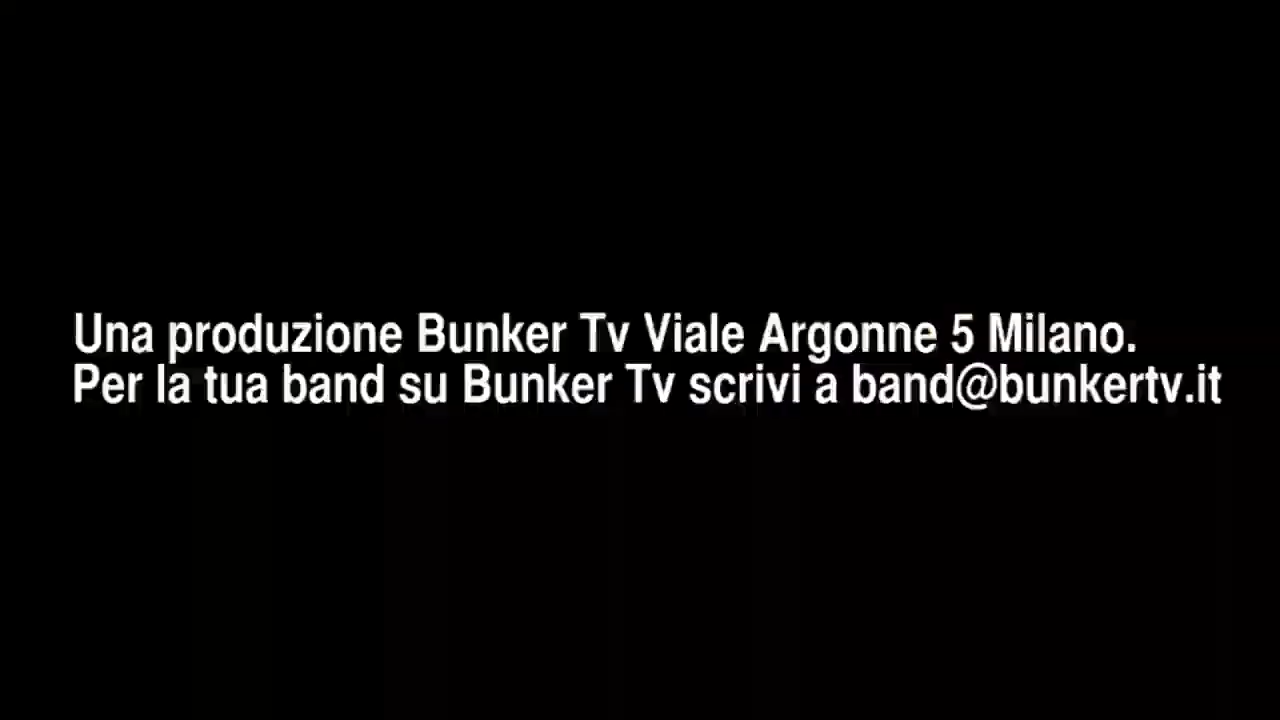 Una produzione Bunker Tv Viale Argonne 5 Milano.
Per la tua band su Bunker Tv scrivi a band@bunkertv.it